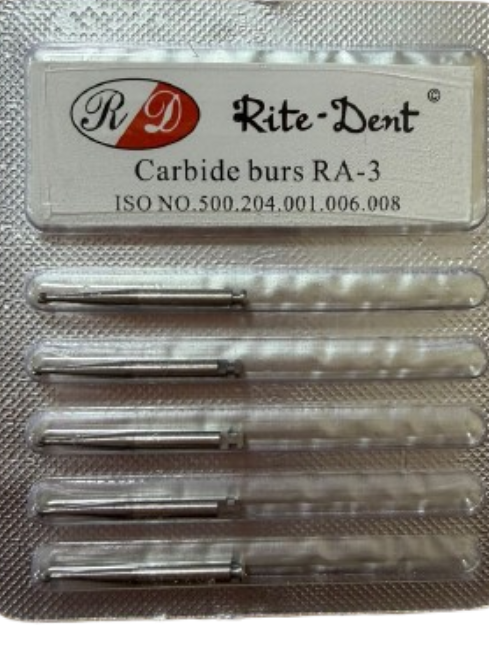 RD Rite-Dent ©
Carbide burs RA-3
ISO NO.500.204.001.006.008